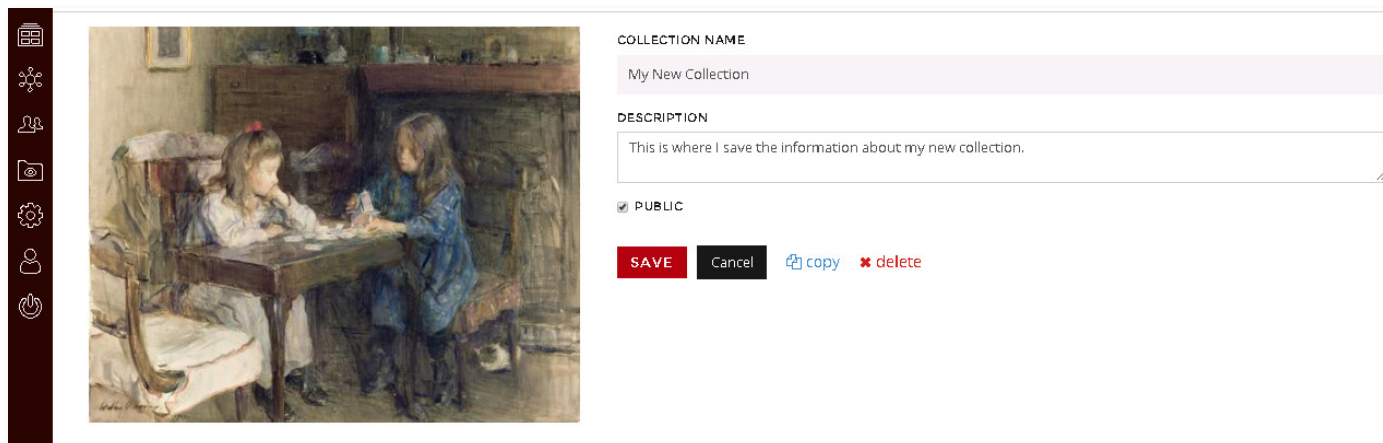 COLLECTION NAME
My New Collection
DESCRIPTION
This is where I save the information about my new collection.
PUBLIC
SAVE Cancel copy delete